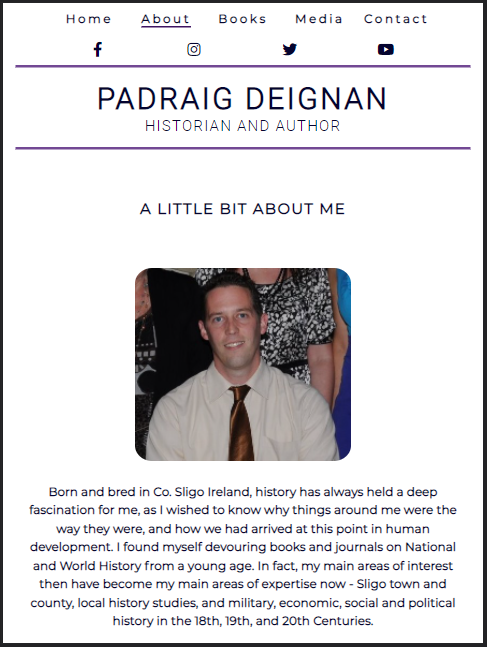 Home About Books Media Contact
PADRAIG DEIGNAN
HISTORIAN AND AUTHOR
A LITTLE BIT ABOUT ME
Born and bred in Co. Sligo Ireland, history has always held a deep
fascination for me, as I wished to know why things around me were the
way they were, and how we had arrived at this point in human
development. I found myself devouring books and journals on National
and World History from a young age. In fact, my main areas of interest
then have become my main areas of expertise now - Sligo town and
county, local history studies, and military, economic, social and political
history in the 18th, 19th, and 20th Centuries.